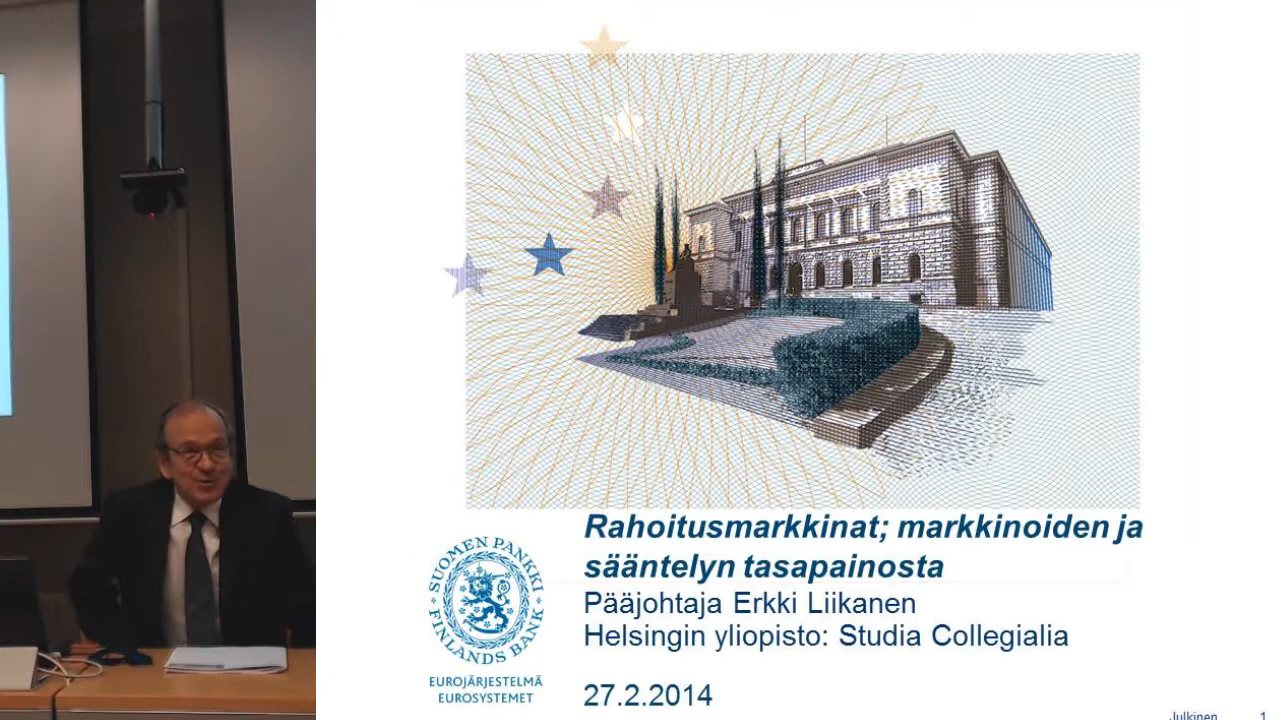 Rahoitusmarkkinat; markkinoiden ja
sääntelyn tasapainosta
Pääjohtaja Erkki Liikanen
Helsingin yliopisto: Studia Collegialia
27.2.2014
SUOMEN PANKKI
FINLANDS BANK
EUROJÄRJESTELMÄ
EUROSYSTEMET
Julkinen
1